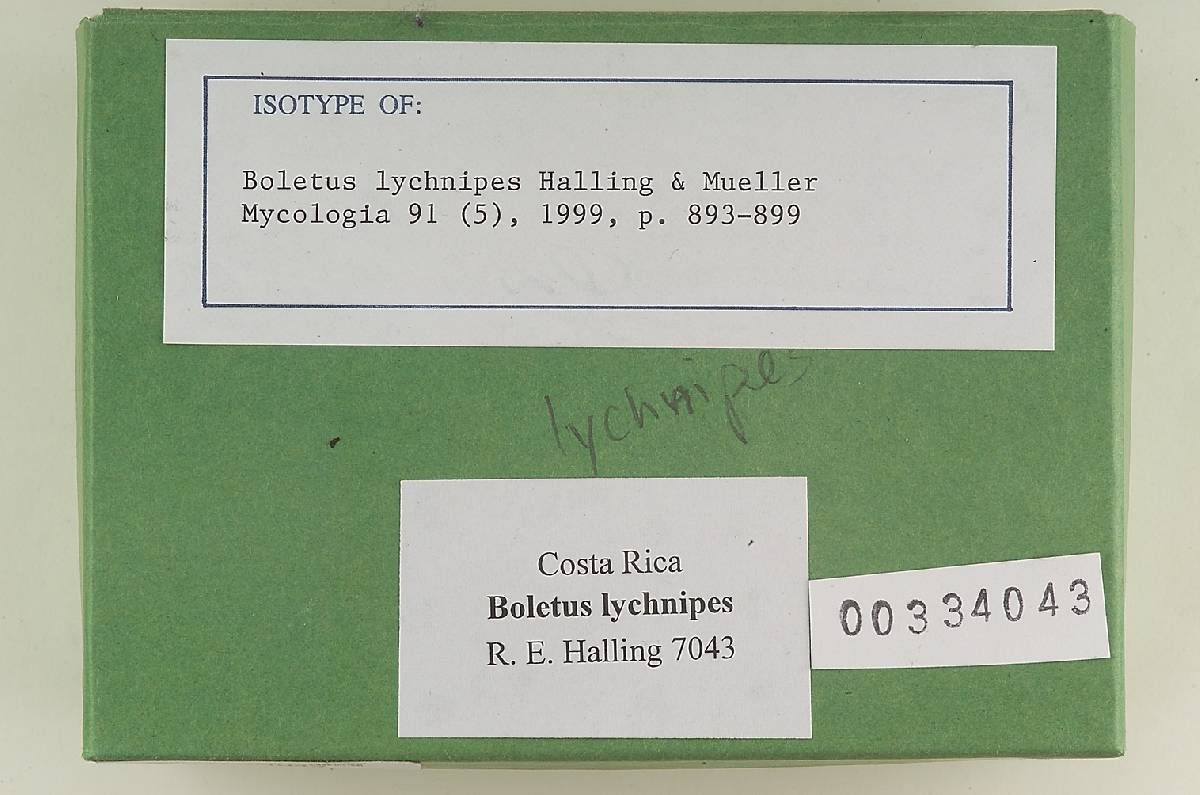 ISOTYPE OF:
Boletus lychnipes Halling & Mueller
Mycologia 91 (5), 1999, p. 893-899
lychnipes
Costa Rica
Boletus lychnipes
R. E. Halling 7043
00334043